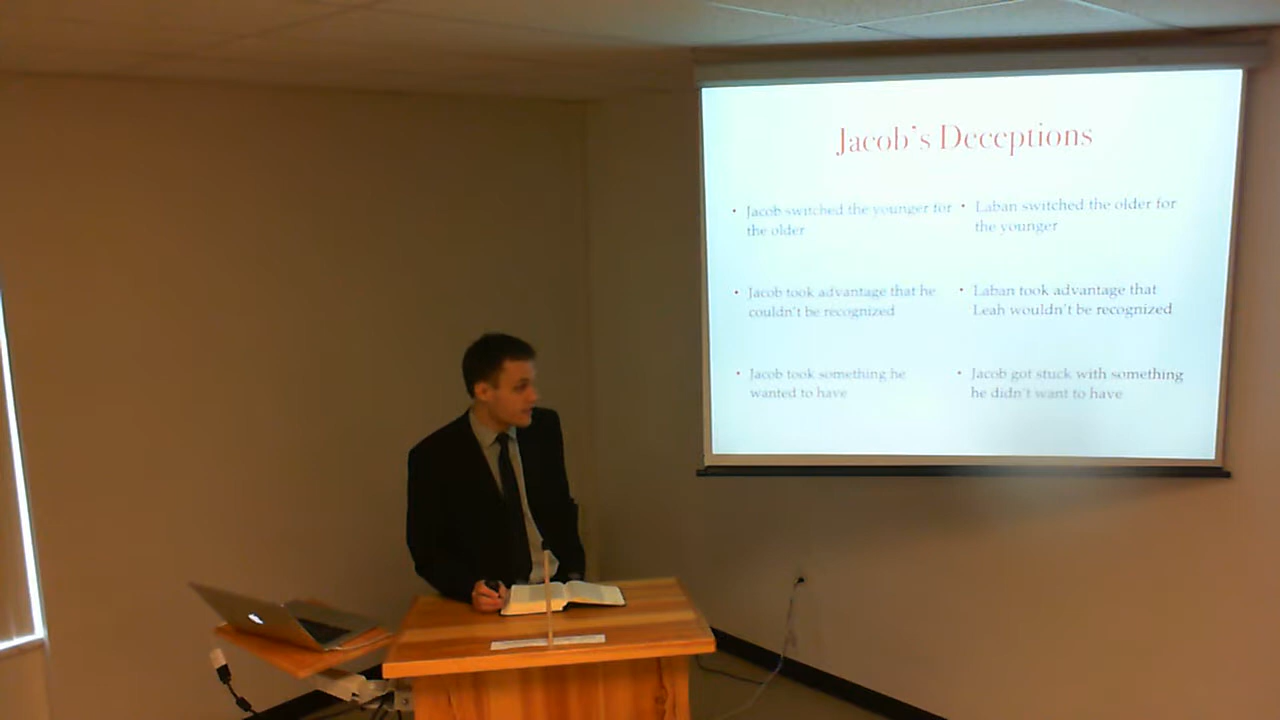 Jacob's Deceptions
Jacob switched the younger for
the older
Jacob took advantage that he
couldn't be recognized
Jacob took something he
wanted to have
Laban switched the older for
the younger
Laban took advantage that
Leah wouldn't be recognized
Jacob got stuck with something
he didn't want to have